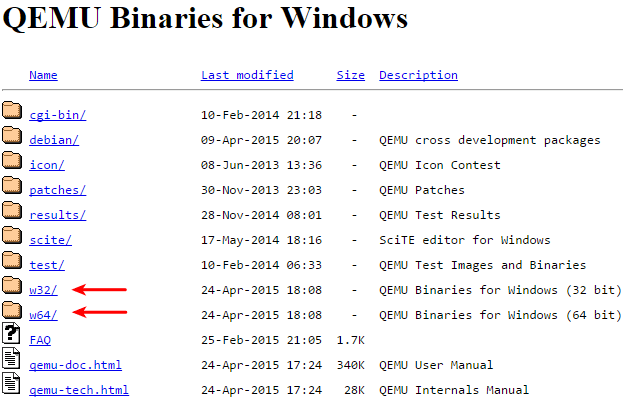 QEMU Binaries for Windows
Name Last modified Size Description
cgi-bin/ 10-Feb-2014 21:18 -
debian/ 09-Apr-2015 20:07 - QEMU cross development packages
icon/ 08-Jun-2013 13:36 - QEMU Icon Contest
patches/ 30-Nov-2013 23:03 - QEMU Patches
results/ 28-Nov-2014 08:01 - QEMU Test Results
scite/ 17-May-2014 18:16 - SciTE editor for Windows
test/ 10-Feb-2014 06:33 - QEMU Test Images and Binaries
w32/ 24-Apr-2015 18:08 - QEMU Binaries for Windows (32 bit)
w64/ 24-Apr-2015 18:08 - QEMU Binaries for Windows (64 bit)
? FAQ 25-Feb-2015 21:05 1.7K
qemu-doc.html 24-Apr-2015 17:24 340K QEMU User Manual
qemu-tech.html 24-Apr-2015 17:24 28K QEMU Internals Manual